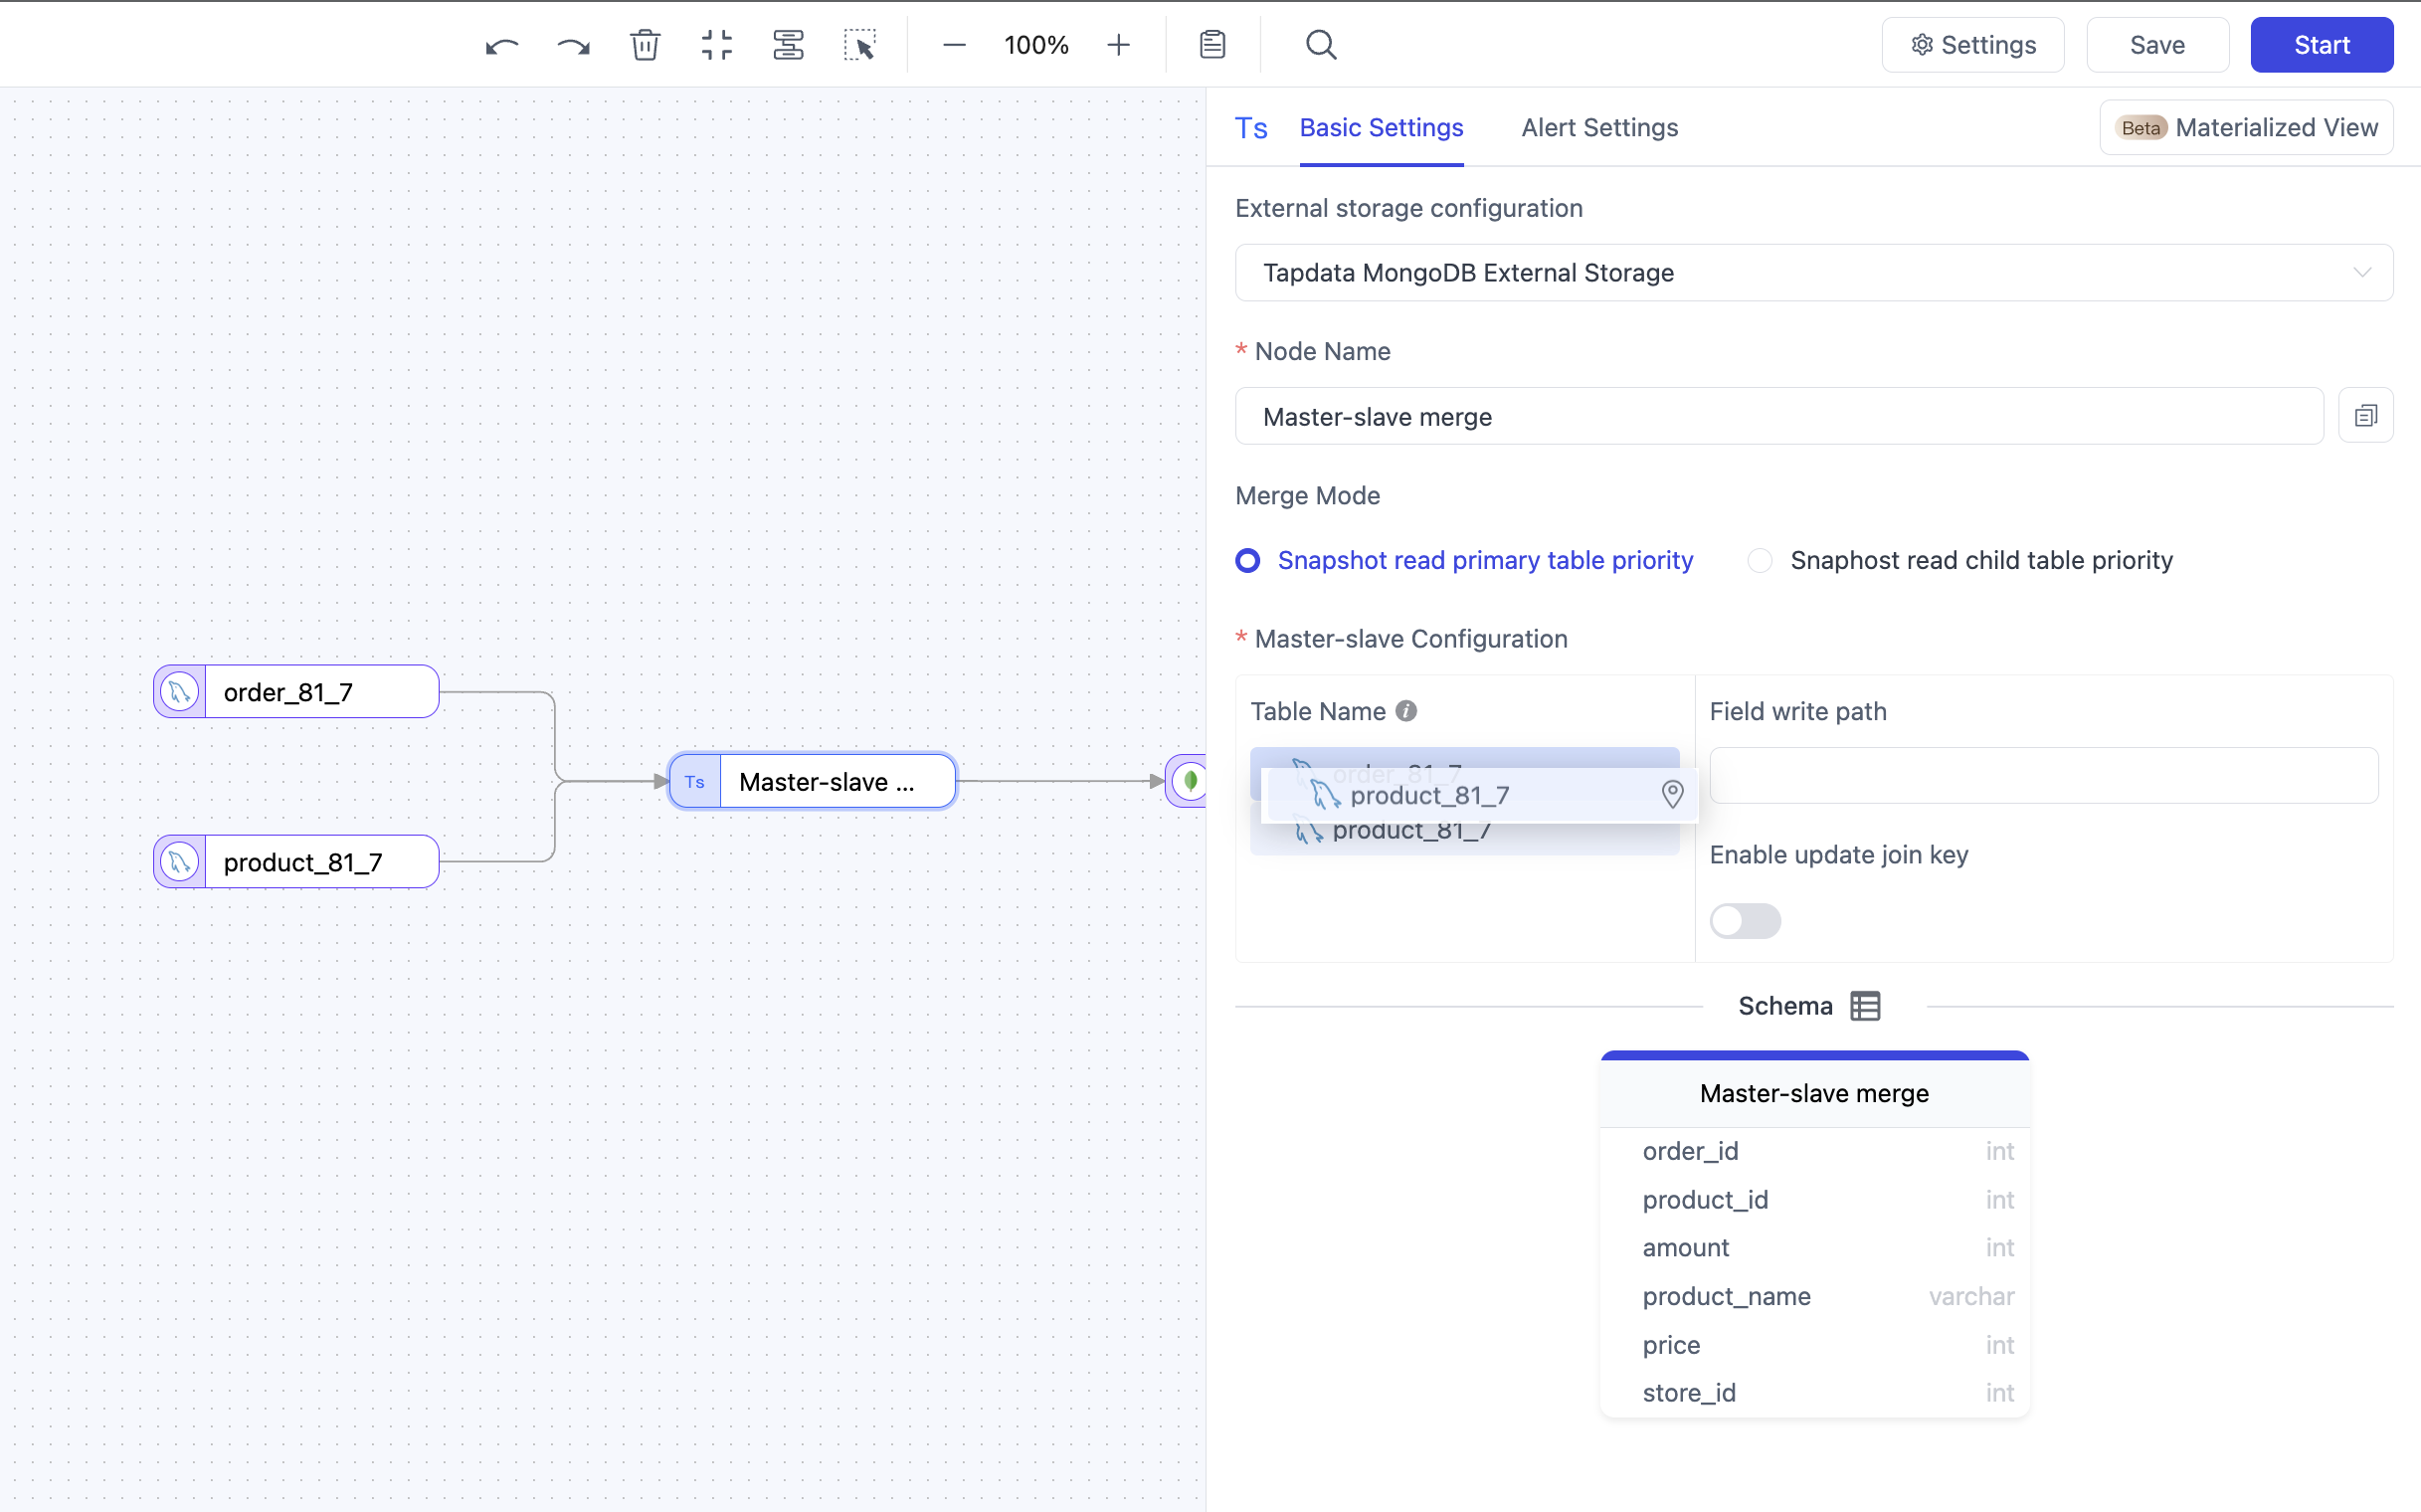 100%
Settings
Save
Start
Ts
Basic Settings
Alert Settings
Beta Materialized View
External storage configuration
Tapdata MongoDB External Storage
* Node Name
Master-slave merge
Merge Mode
Snapshot read primary table priority
Snaphost read child table priority
* Master-slave Configuration
order_81_7
product_81_7
Ts Master-slave ...
Table Name
order_81_7
product_81_7
product_81_7
Field write path
Enable update join key
Schema
Master-slave merge
order_id int
product_id int
amount int
product_name varchar
price int
store_id int